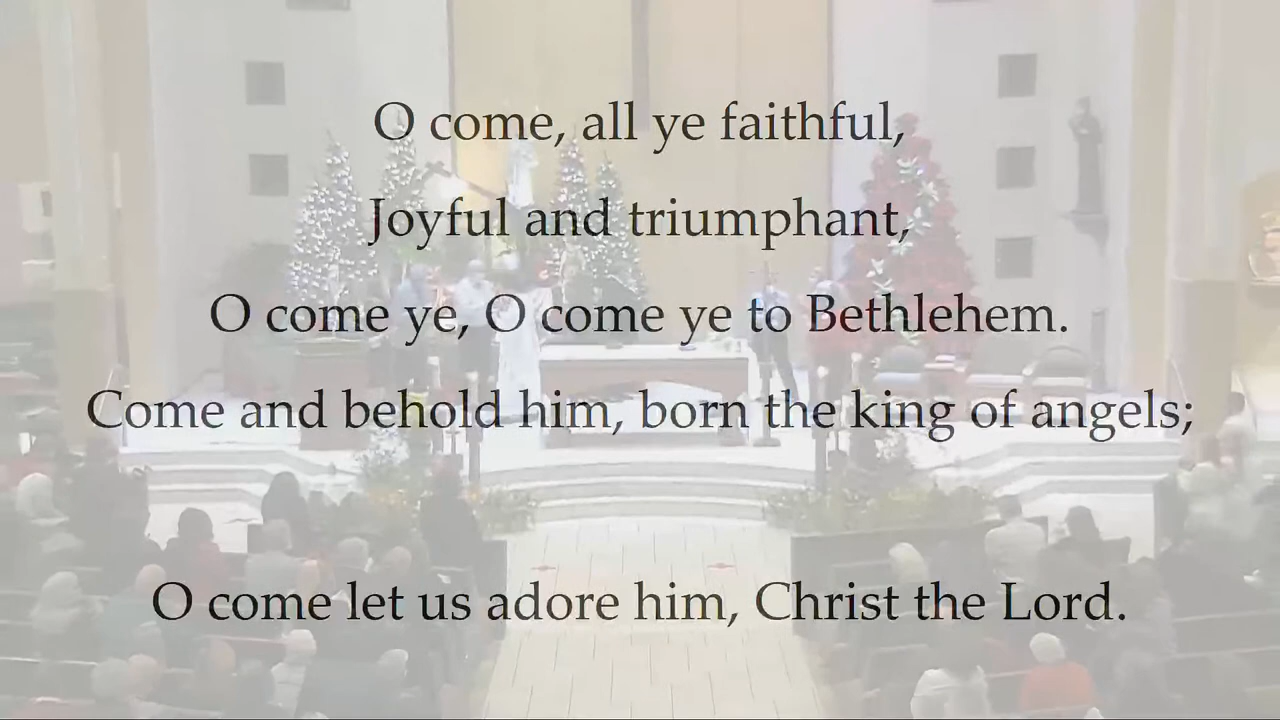 O come, all ye faithful,
Joyful and triumphant,
O come ye, O come ye to Bethlehem.
Come and behold him, born the king of angels;
O come let us adore him, Christ the Lord.